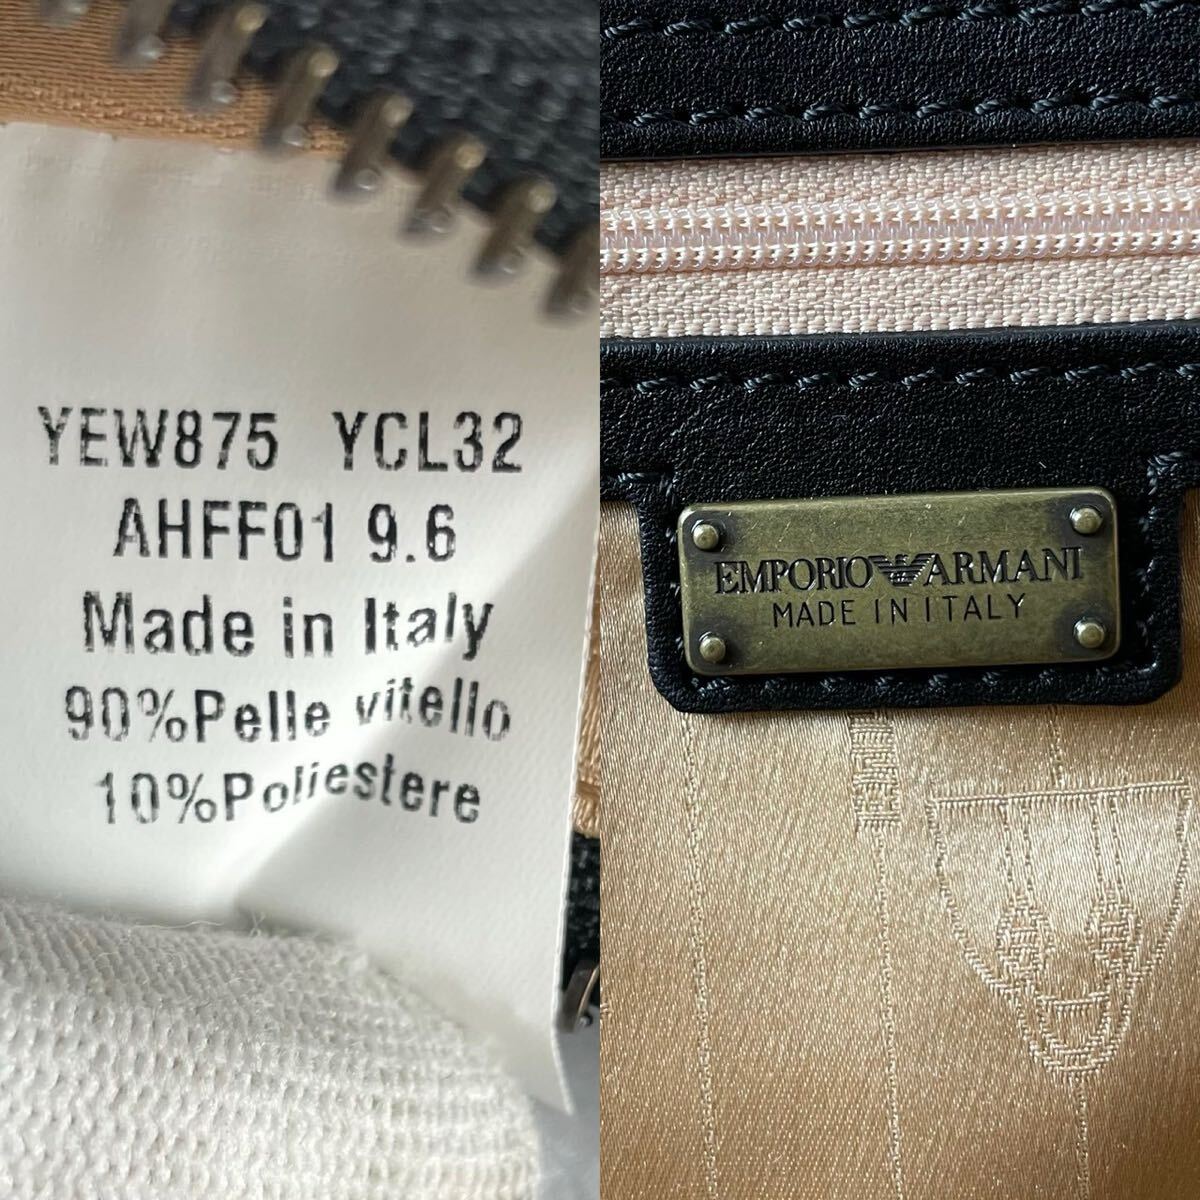 YEW875 YCL32
AHFF01 9.6
Made in Italy
90%Pelle vitello
10%Poliestere
EMPORIO ARMANI
MADE IN ITALY